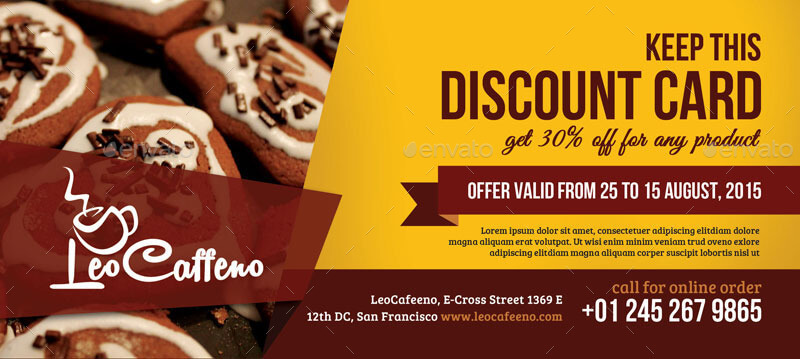 KEEP THIS
DISCOUNT CARD
get 30% off for any product
OFFER VALID FROM 25 TO 15 AUGUST, 2015
Lorem ipsum dolor sit amet, consectetuer adipiscing elitdiam dolore
magna aliquam erat volutpat. Ut wisi enim minim veniam trud oveno exlore
adipiscing elitdiam magna aliquam corper suscipit lobortis nisl ut
LeoCaffeno
call for online order
+01 245 267 9865
LeoCafeeno, E-Cross Street 1369 E
12th DC, San Francisco www.leocafeeno.com
envato
envato
envato